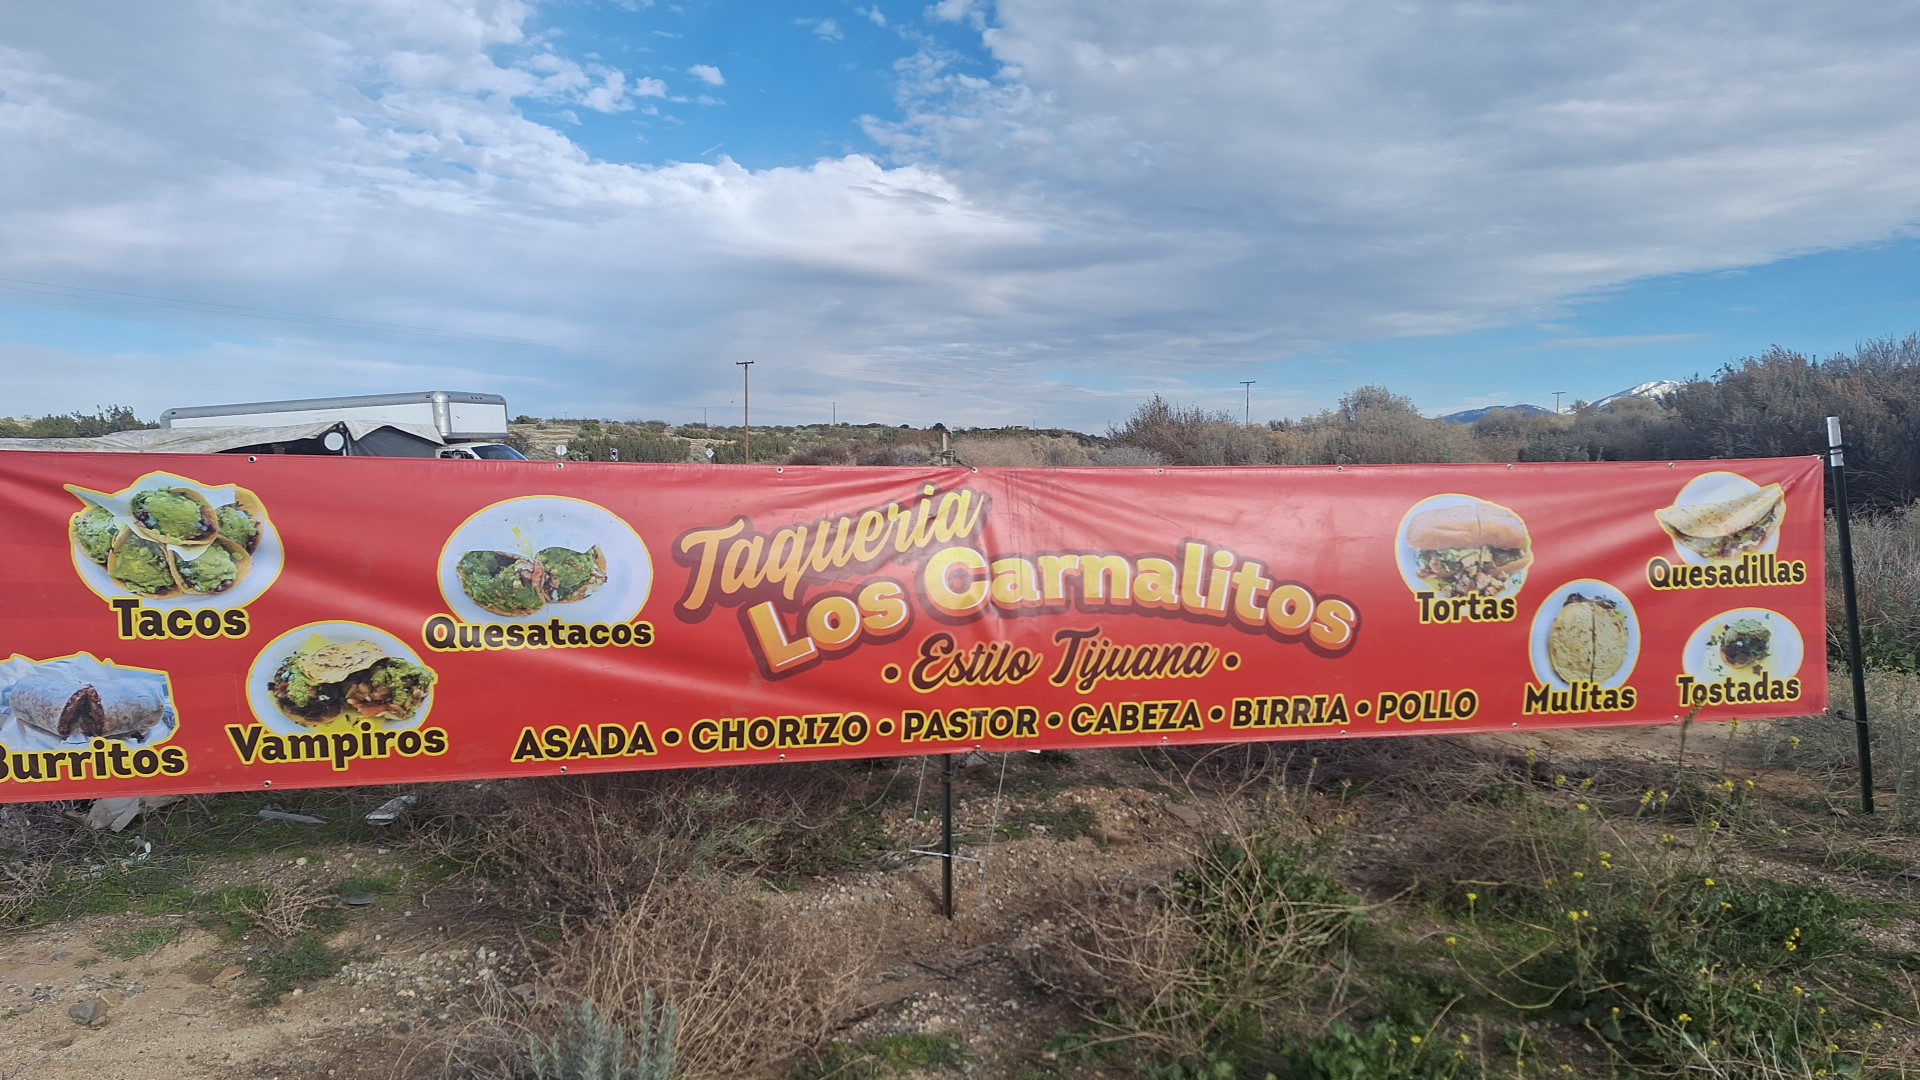 Tacos
Burritos
Vampiros
Quesatacos
Taqueria
Los Carnalitos
• Estilo Tijuana •
ASADA • CHORIZO • PASTOR • CABEZA • BIRRIA • POLLO
Tortas
Mulitas
Quesadillas
Tostadas